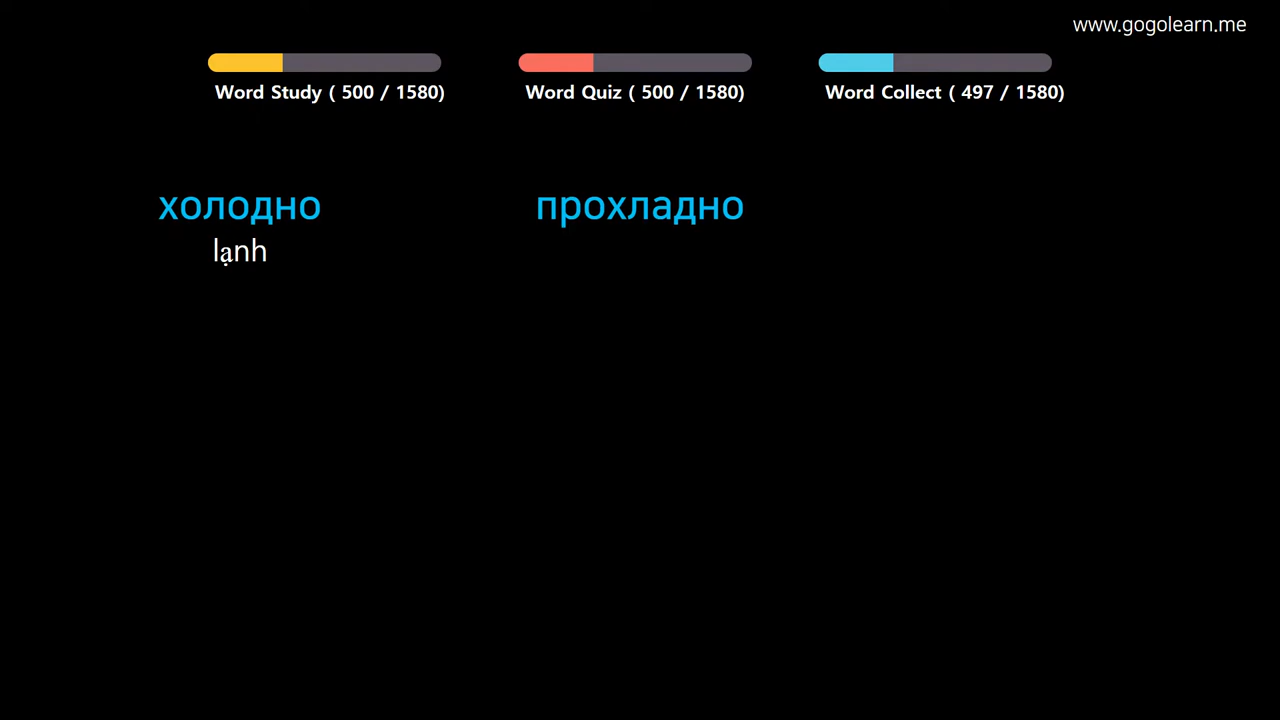 www.gogolearn.me
Word Study ( 500 / 1580)
Word Quiz ( 500 / 1580)
Word Collect ( 497 / 1580)
холодно
lạnh
прохладно